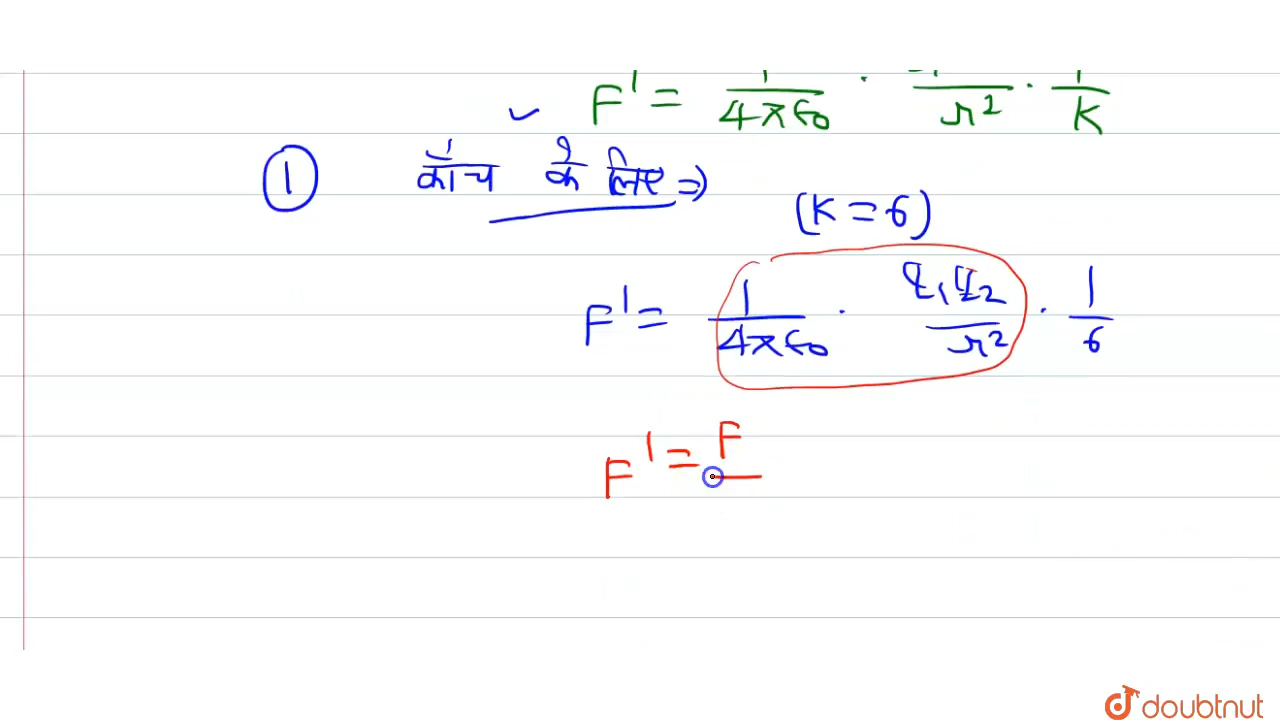 F' = 1/4πε₀ · /r² · 1/K
① काँच के लिए ⇒
(K = 6)
F' = 1/4πε₀ · q₁q₂/r² · 1/6
F' = F/
doubtnut